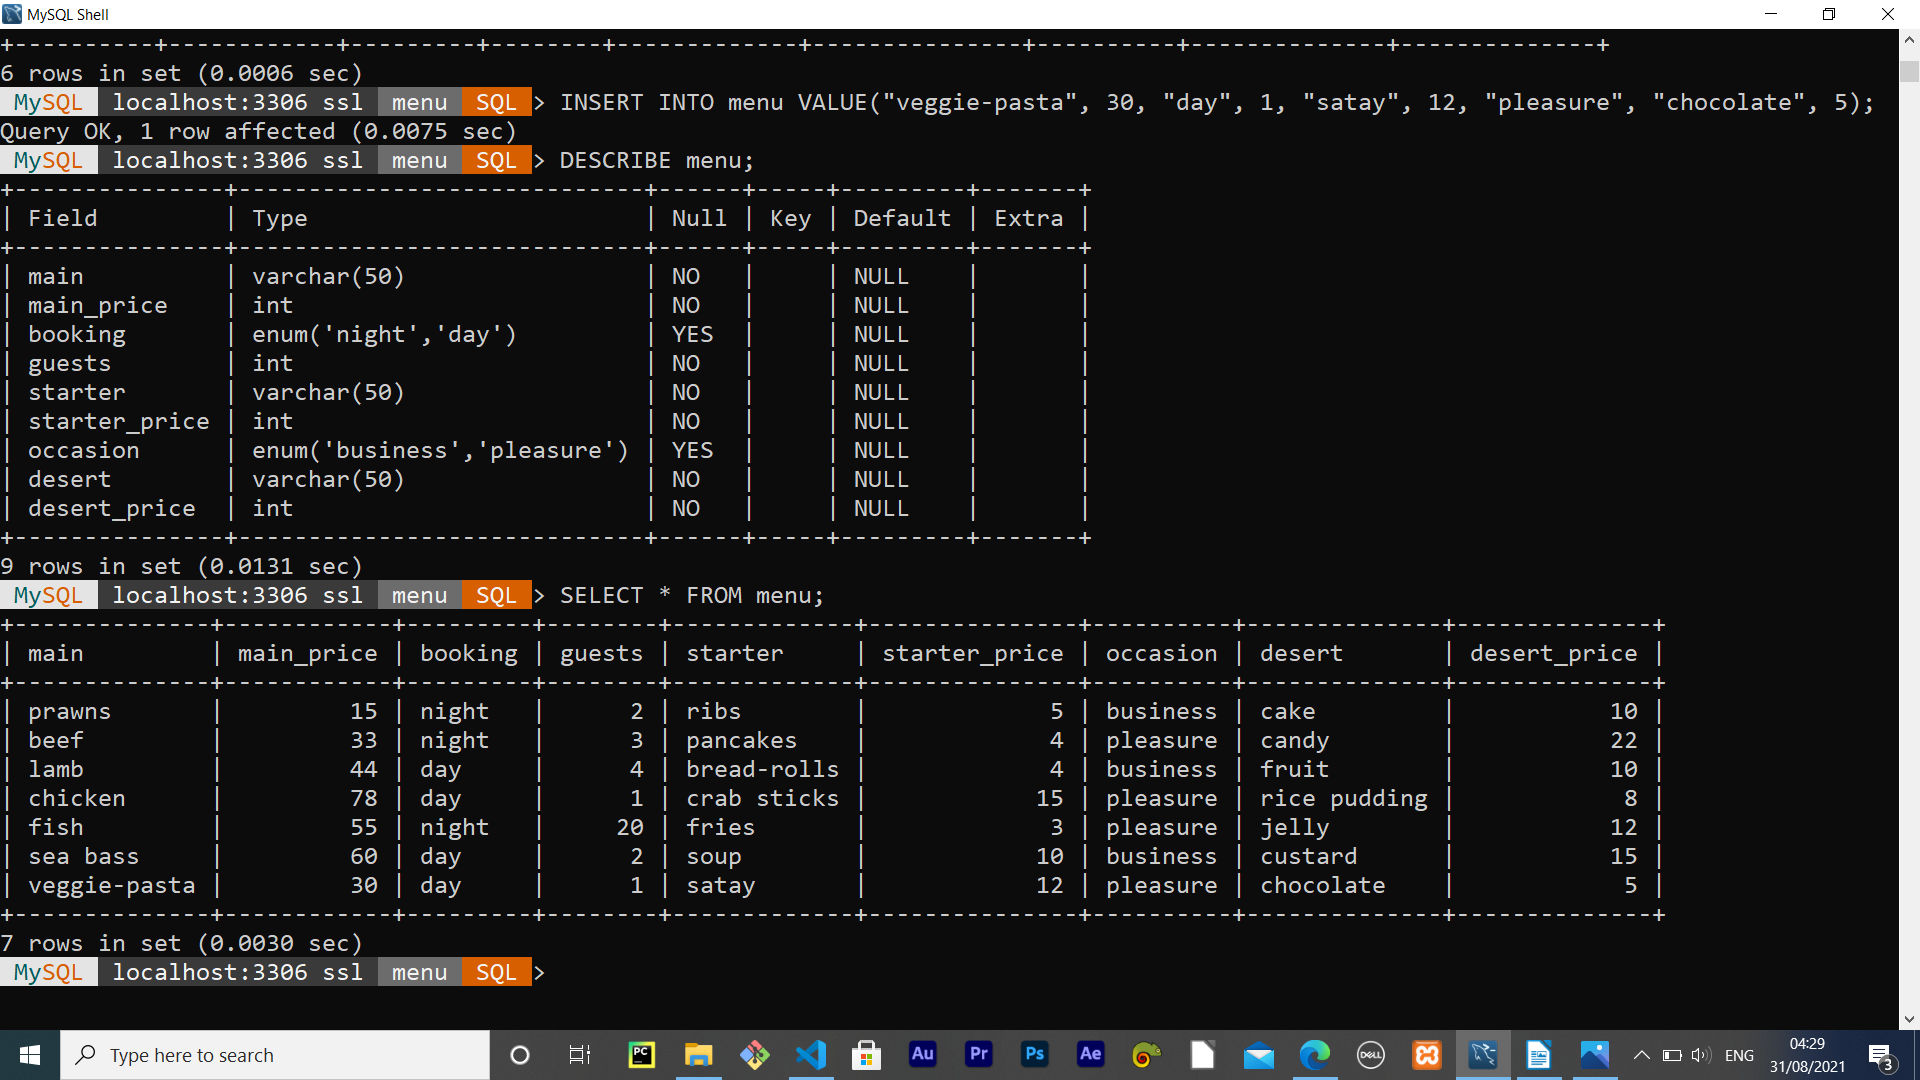 MySQL Shell
+----------+------------+---------+--------+-------------+---------------+----------+--------------+--------------+
6 rows in set (0.0006 sec)
MySQL localhost:3306 ssl menu SQL > INSERT INTO menu VALUE("veggie-pasta", 30, "day", 1, "satay", 12, "pleasure", "chocolate", 5);
Query OK, 1 row affected (0.0075 sec)
MySQL localhost:3306 ssl menu SQL > DESCRIBE menu;
+---------------+-----------------------------+------+-----+---------+-------+
| Field         | Type                        | Null | Key | Default | Extra |
+---------------+-----------------------------+------+-----+---------+-------+
| main          | varchar(50)                 | NO   |     | NULL    |       |
| main_price    | int                         | NO   |     | NULL    |       |
| booking       | enum('night','day')         | YES  |     | NULL    |       |
| guests        | int                         | NO   |     | NULL    |       |
| starter       | varchar(50)                 | NO   |     | NULL    |       |
| starter_price | int                         | NO   |     | NULL    |       |
| occasion      | enum('business','pleasure') | YES  |     | NULL    |       |
| desert        | varchar(50)                 | NO   |     | NULL    |       |
| desert_price  | int                         | NO   |     | NULL    |       |
+---------------+-----------------------------+------+-----+---------+-------+
9 rows in set (0.0131 sec)
MySQL localhost:3306 ssl menu SQL > SELECT * FROM menu;
+--------------+------------+---------+--------+-------------+---------------+----------+--------------+--------------+
| main         | main_price | booking | guests | starter     | starter_price | occasion | desert       | desert_price |
+--------------+------------+---------+--------+-------------+---------------+----------+--------------+--------------+
| prawns       |         15 | night   |      2 | ribs        |             5 | business | cake         |           10 |
| beef         |         33 | night   |      3 | pancakes    |             4 | pleasure | candy        |           22 |
| lamb         |         44 | day     |      4 | bread-rolls |             4 | business | fruit        |           10 |
| chicken      |         78 | day     |      1 | crab sticks |            15 | pleasure | rice pudding |            8 |
| fish         |         55 | night   |     20 | fries       |             3 | pleasure | jelly        |           12 |
| sea bass     |         60 | day     |      2 | soup        |            10 | business | custard      |           15 |
| veggie-pasta |         30 | day     |      1 | satay       |            12 | pleasure | chocolate    |            5 |
+--------------+------------+---------+--------+-------------+---------------+----------+--------------+--------------+
7 rows in set (0.0030 sec)
MySQL localhost:3306 ssl menu SQL >
Type here to search PC Au Pr Ps Ae DELL ENG 04:29
31/08/2021 3